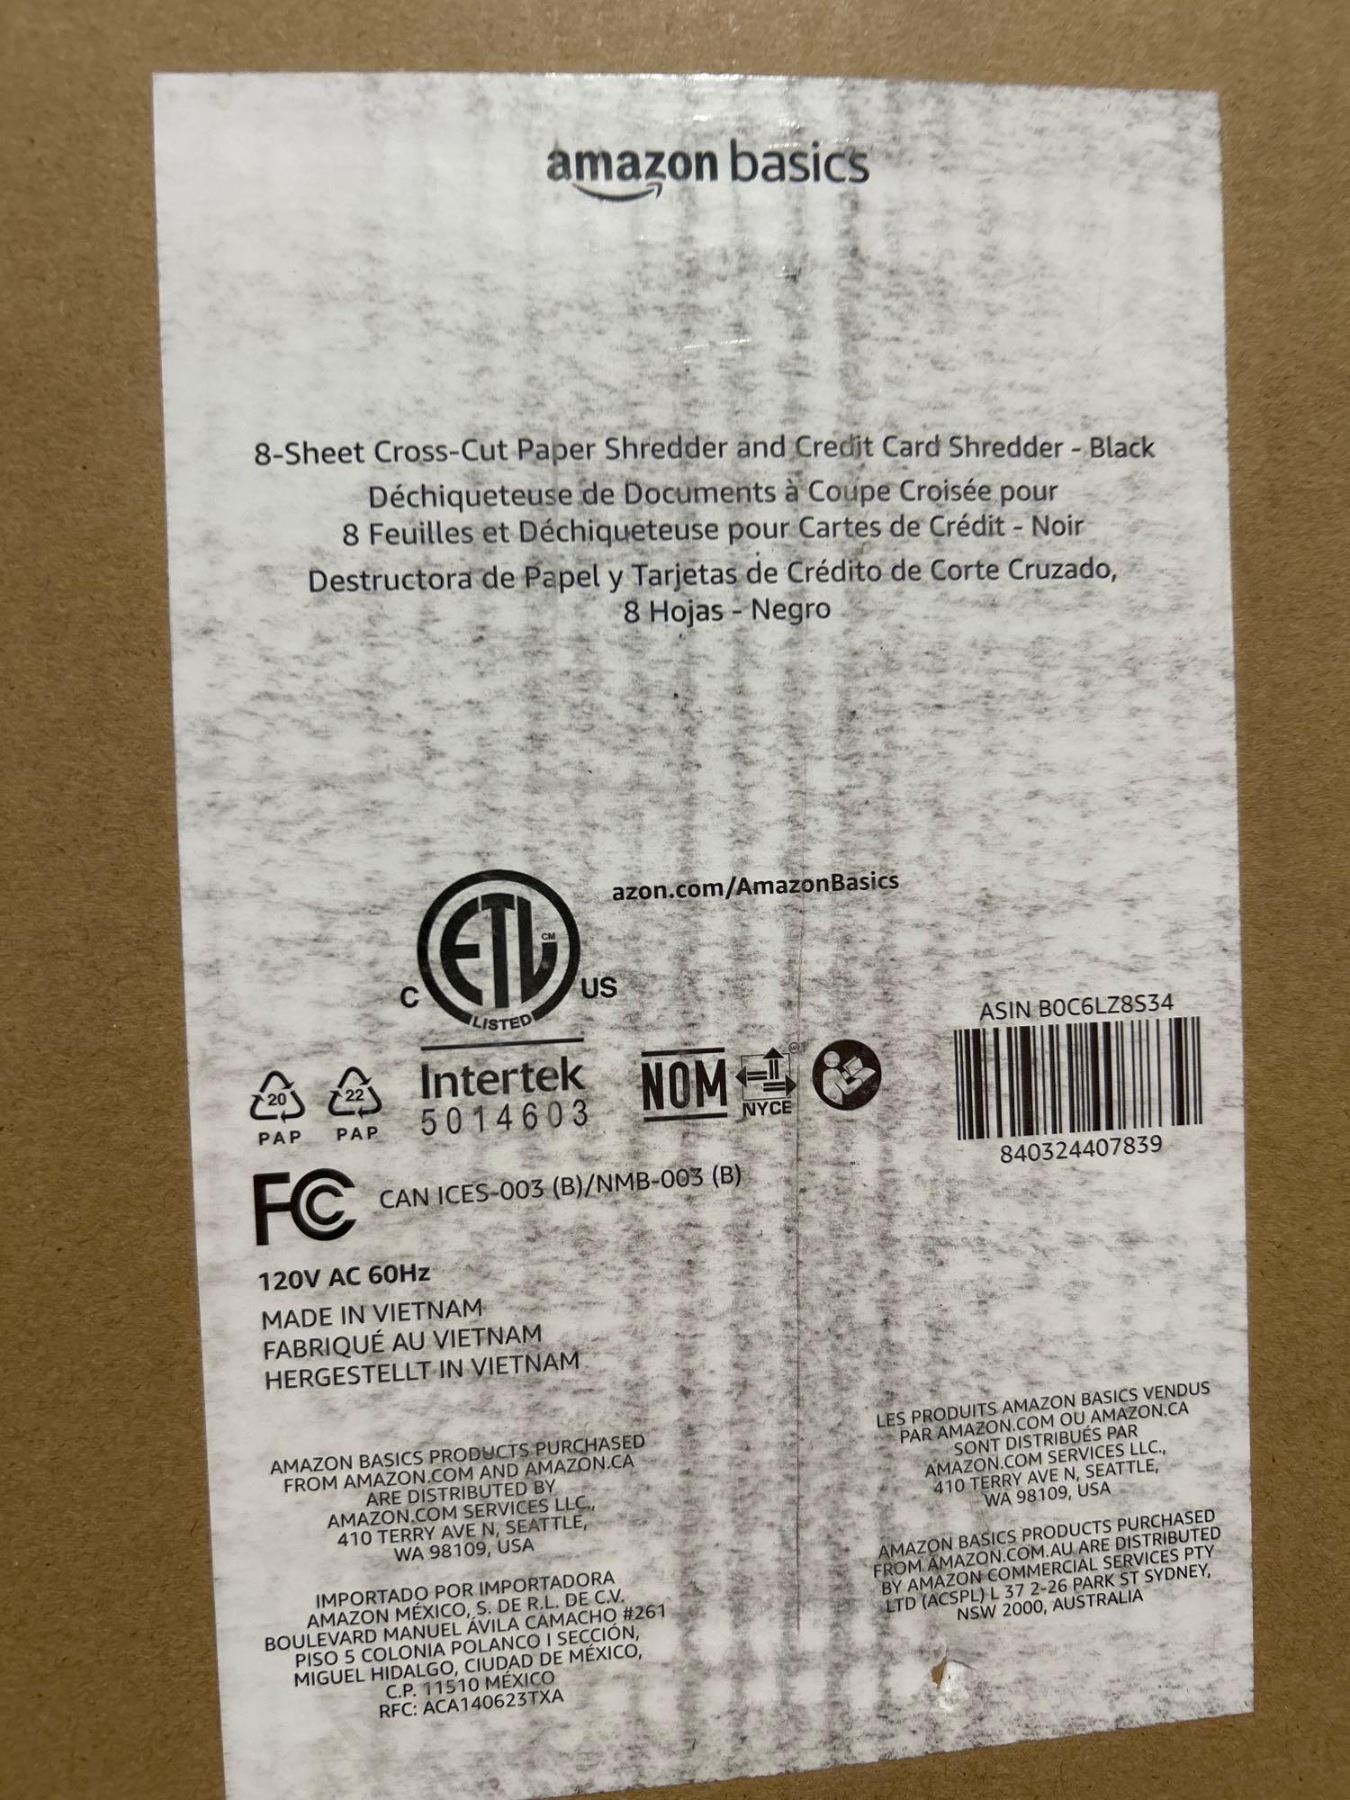 amazon basics
8-Sheet Cross-Cut Paper Shredder and Credit Card Shredder - Black
Déchiqueteuse de Documents à Coupe Croisée pour
8 Feuilles et Déchiqueteuse pour Cartes de Crédit - Noir
Destructora de Papel y Tarjetas de Crédito de Corte Cruzado,
8 Hojas - Negro
azon.com/AmazonBasics
C ETL CM US
LISTED
Intertek
5014603
20 PAP
22 PAP
NOM
NYCE
ASIN B0C6LZ8S34
840324407839
FC CAN ICES-003 (B)/NMB-003 (B)
120V AC 60Hz
MADE IN VIETNAM
FABRIQUÉ AU VIETNAM
HERGESTELLT IN VIETNAM
AMAZON BASICS PRODUCTS PURCHASED
FROM AMAZON.COM AND AMAZON.CA
ARE DISTRIBUTED BY
AMAZON.COM SERVICES LLC.,
410 TERRY AVE N, SEATTLE,
WA 98109, USA
IMPORTADO POR IMPORTADORA
AMAZON MÉXICO, S. DE R.L. DE C.V.
BOULEVARD MANUEL ÁVILA CAMACHO #261
PISO 5 COLONIA POLANCO I SECCIÓN,
MIGUEL HIDALGO, CIUDAD DE MÉXICO,
C.P. 11510 MÉXICO
RFC: ACA140623TXA
LES PRODUITS AMAZON BASICS VENDUS
PAR AMAZON.COM OU AMAZON.CA
SONT DISTRIBUÉS PAR
AMAZON.COM SERVICES LLC.,
410 TERRY AVE N, SEATTLE,
WA 98109, USA
AMAZON BASICS PRODUCTS PURCHASED
FROM AMAZON.COM.AU ARE DISTRIBUTED
BY AMAZON COMMERCIAL SERVICES PTY
LTD (ACSPL) L 37 2-26 PARK ST SYDNEY,
NSW 2000, AUSTRALIA